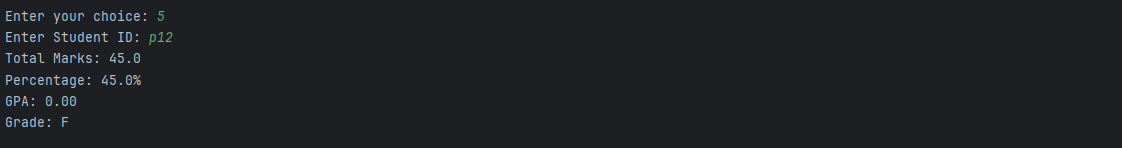 Enter your choice: 5
Enter Student ID: p12
Total Marks: 45.0
Percentage: 45.0%
GPA: 0.00
Grade: F